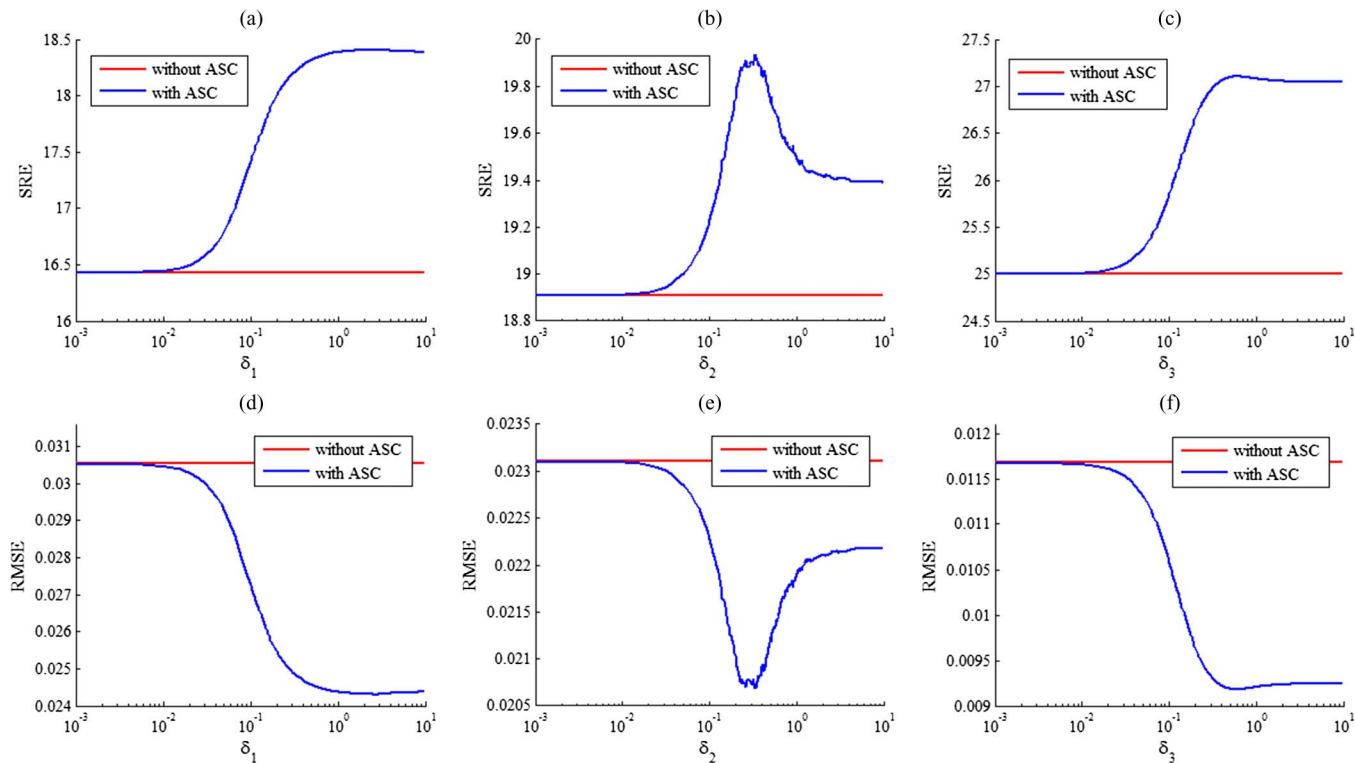 (a)
18.5
18
17.5
17
16.5
16
SRE
without ASC
with ASC
10^-3 10^-2 10^-1 10^0 10^1
δ1
(b)
20
19.8
19.6
19.4
19.2
19
18.8
SRE
without ASC
with ASC
10^-3 10^-2 10^-1 10^0 10^1
δ2
(c)
27.5
27
26.5
26
25.5
25
24.5
SRE
without ASC
with ASC
10^-3 10^-2 10^-1 10^0 10^1
δ3
(d)
0.031
0.03
0.029
0.028
0.027
0.026
0.025
0.024
RMSE
without ASC
with ASC
10^-3 10^-2 10^-1 10^0 10^1
δ1
(e)
0.0235
0.023
0.0225
0.022
0.0215
0.021
0.0205
RMSE
without ASC
with ASC
10^-3 10^-2 10^-1 10^0 10^1
δ2
(f)
0.012
0.0115
0.011
0.0105
0.01
0.0095
0.009
RMSE
without ASC
with ASC
10^-3 10^-2 10^-1 10^0 10^1
δ3